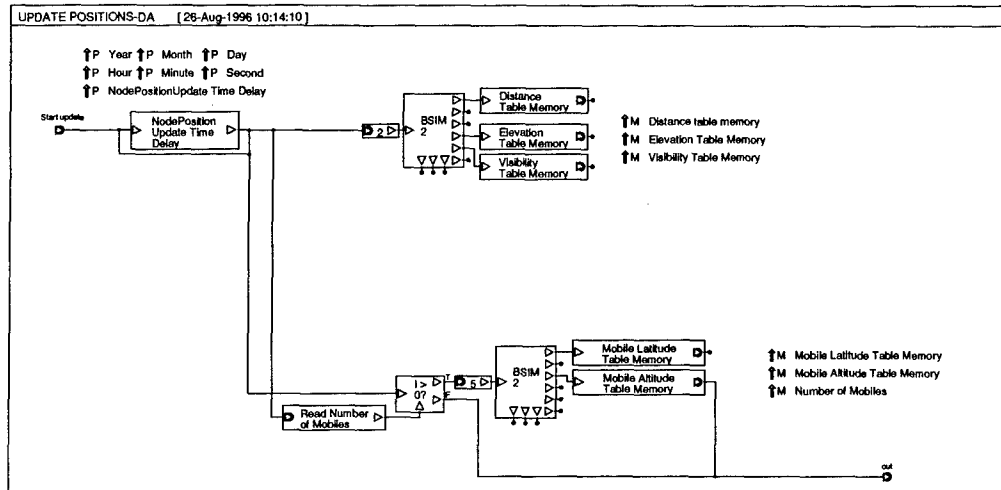 UPDATE POSITIONS-DA [26-Aug-1996 10:14:10]
P Year P Month P Day
P Hour P Minute P Second
P NodePositionUpdate Time Delay
Start update
NodePosition
Update Time
Delay
2
BSIM
2
Distance
Table Memory
Elevation
Table Memory
Visibility
Table Memory
M Distance table memory
M Elevation Table Memory
M Visibility Table Memory
Read Number
of Mobiles
I >
0?
T
F
5
BSIM
2
Mobile Latitude
Table Memory
Mobile Altitude
Table Memory
M Mobile Latitude Table Memory
M Mobile Altitude Table Memory
M Number of Mobiles
out